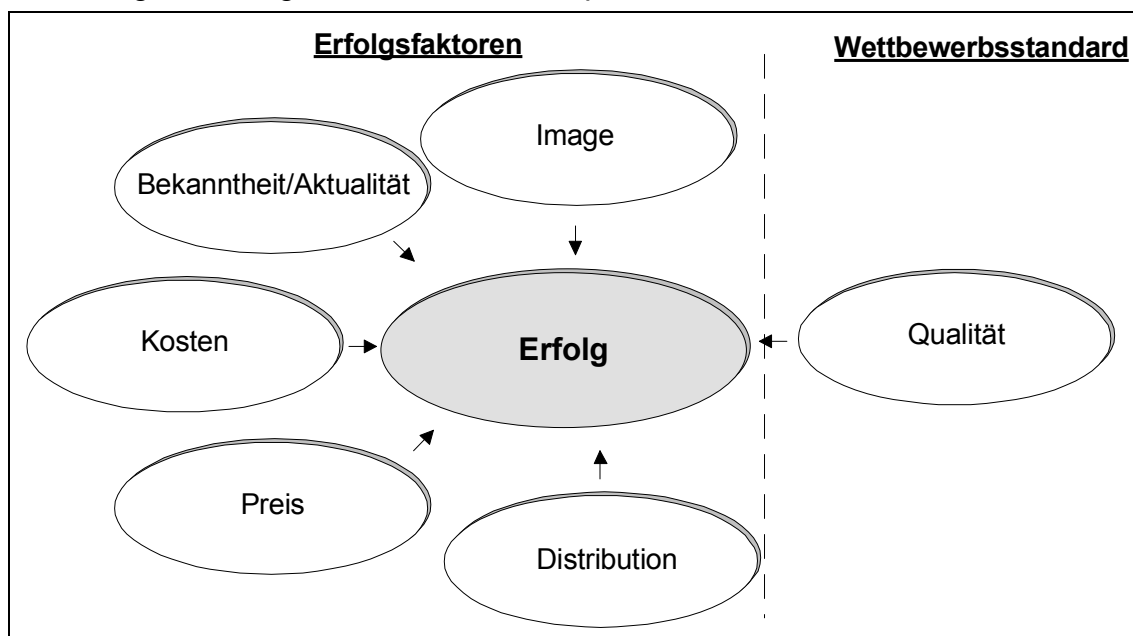 Erfolgsfaktoren
Wettbewerbsstandard
Image
Bekanntheit/Aktualität
Kosten
Erfolg
Qualität
Preis
Distribution